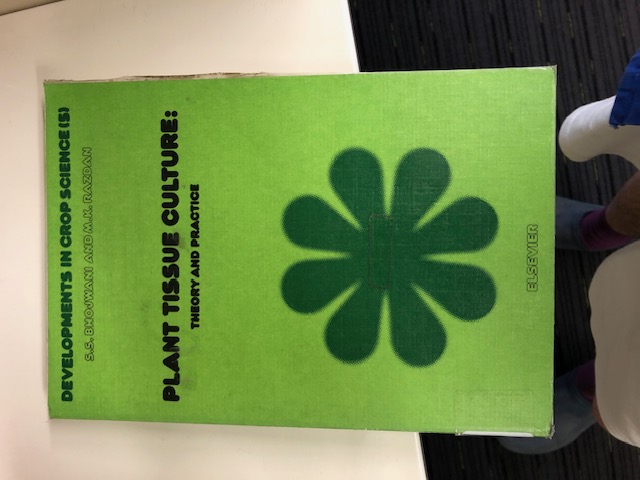 DEVELOPMENTS IN CROP SCIENCE (5)
S.S. BHOJWANI AND M.K. RAZDAN
PLANT TISSUE CULTURE:
THEORY AND PRACTICE
ELSEVIER